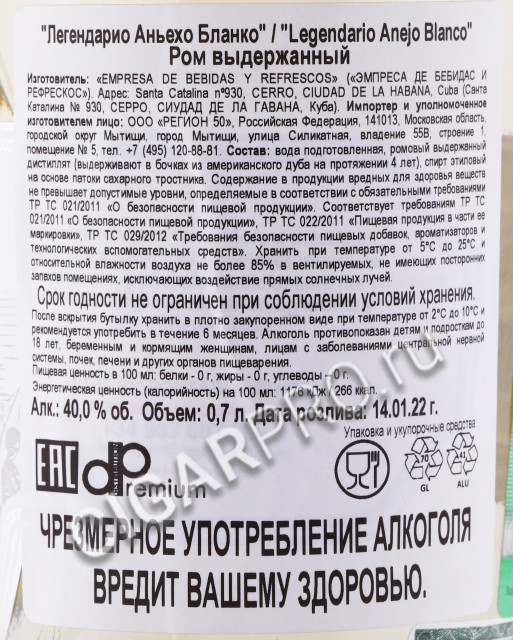 "Легендарио Аньехо Бланко" / "Legendario Anejo Blanco"
Ром выдержанный
Изготовитель: «EMPRESA DE BEBIDAS Y REFRESCOS» («ЭМПРЕСА ДЕ БЕБИДАС И
РЕФРЕСКОС»). Адрес: Santa Catalina nº930, CERRO, CIUDAD DE LA HABANA, Cuba (Санта
Каталина № 930, СЕРРО, СИУДАД ДЕ ЛА ГАВАНА, Куба). Импортер и уполномоченное
изготовителем лицо: ООО «РЕГИОН 50», Российская Федерация, 141013, Московская область,
городской округ Мытищи, город Мытищи, улица Силикатная, владение 55В, строение 1,
помещение № 5, тел. +7 (495) 120-88-81. Состав: вода подготовленная, ромовый выдержанный
дистиллят (выдерживают в бочках из американского дуба на протяжении 4 лет), спирт этиловый
на основе патоки сахарного тростника. Содержание в продукции вредных для здоровья веществ
не превышает допустимые уровни, определяемые в соответствии с обязательными требованиями
ТР ТС 021/2011 «О безопасности пищевой продукции». Соответствует требованиям ТР ТС
021/2011 «О безопасности пищевой продукции», ТР ТС 022/2011 «Пищевая продукция в части ее
маркировки», ТР ТС 029/2012 «Требования безопасности пищевых добавок, ароматизаторов и
технологических вспомогательных средств». Хранить при температуре от 5°С до 25°С и
относительной влажности воздуха не более 85% в вентилируемых, не имеющих посторонних
запахов помещениях, исключающих воздействие прямых солнечных лучей.
Срок годности не ограничен при соблюдении условий хранения.
После вскрытия бутылку хранить в плотно закупоренном виде при температуре от 2°С до 10°С и
рекомендуется употребить в течение 6 месяцев. Алкоголь противопоказан детям и подросткам до
18 лет, беременным и кормящим женщинам, лицам с заболеваниями центральной нервной
системы, почек, печени и других органов пищеварения.
Пищевая ценность в 100 мл: белки - 0 г, жиры - 0 г, углеводы - 0 г.
Энергетическая ценность (калорийность) на 100 мл: 1176 кДж / 266 ккал.
Алк.: 40,0 % об. Объем: 0,7 л. Дата розлива: 14.01.22 г.
Упаковка и укупорочные средства
EAC dp Premium
70 GL 41 ALU
CIGARPRO.ru
ЧРЕЗМЕРНОЕ УПОТРЕБЛЕНИЕ АЛКОГОЛЯ
ВРЕДИТ ВАШЕМУ ЗДОРОВЬЮ.